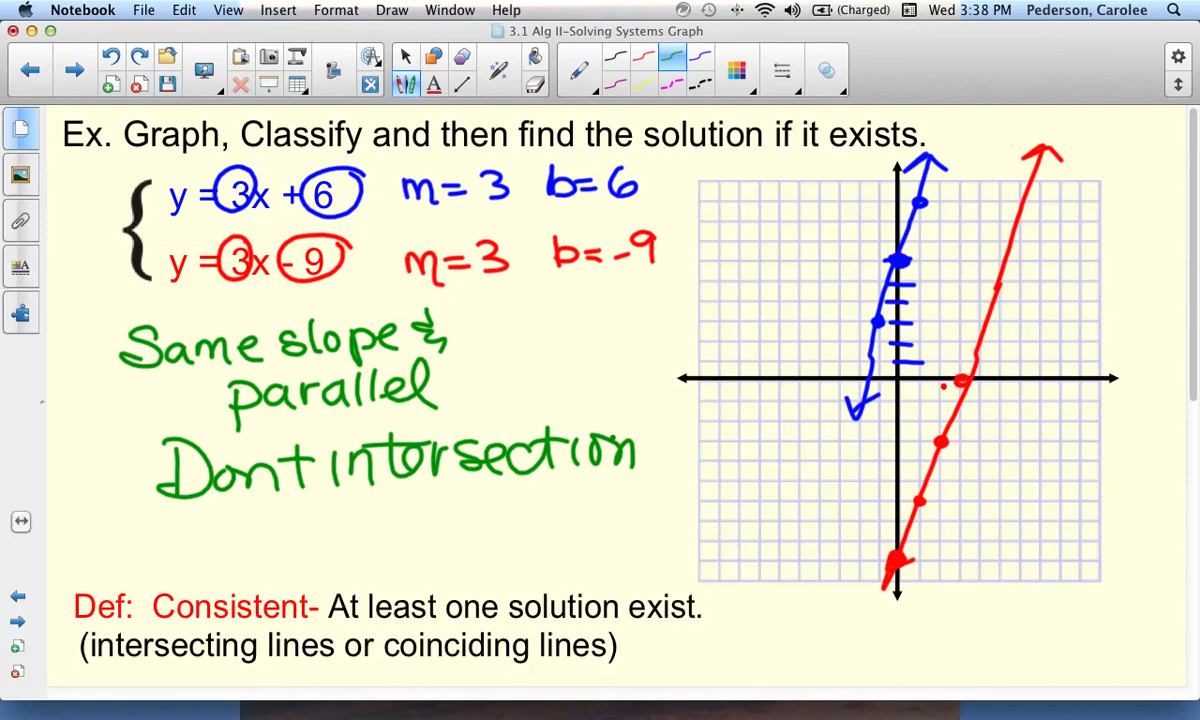 Notebook File Edit View Insert Format Draw Window Help (Charged) Wed 3:38 PM Pederson, Carolee
3.1 Alg II-Solving Systems Graph
Ex. Graph, Classify and then find the solution if it exists.
y = 3x + 6 m = 3 b = 6
y = 3x - 9 m = 3 b = -9
Same slope &
parallel
Dont intersection
Def: Consistent- At least one solution exist.
(intersecting lines or coinciding lines)